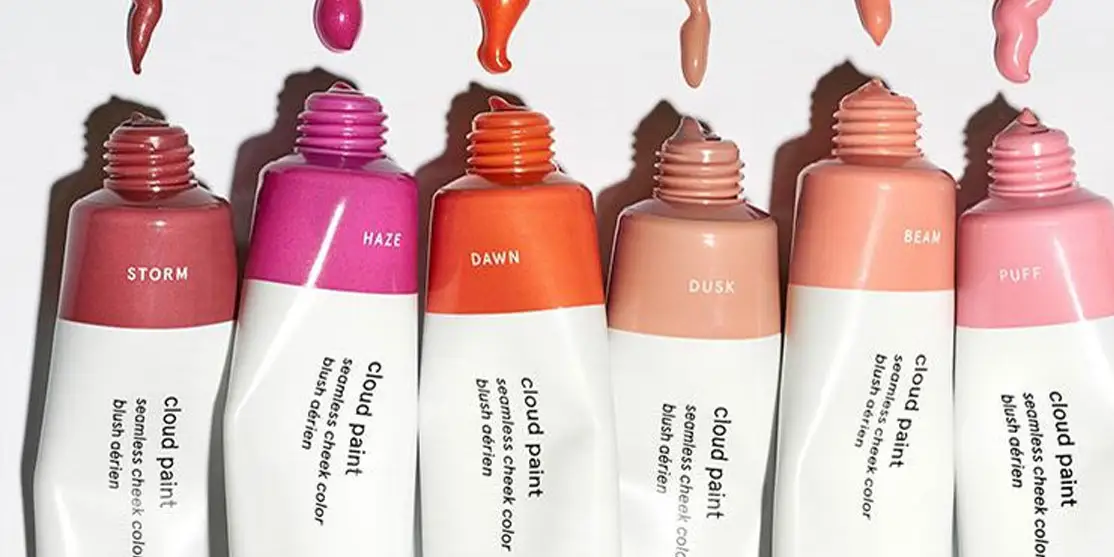 STORM
cloud paint
seamless cheek color
blush aérien
HAZE
cloud paint
seamless cheek color
blush aérien
DAWN
cloud paint
seamless cheek color
blush aérien
DUSK
cloud paint
seamless cheek colo
blush aérien
BEAM
cloud paint
seamless cheek color
blush aérien
PUFF
cloud paint
seamless cheek colo
blush aérien